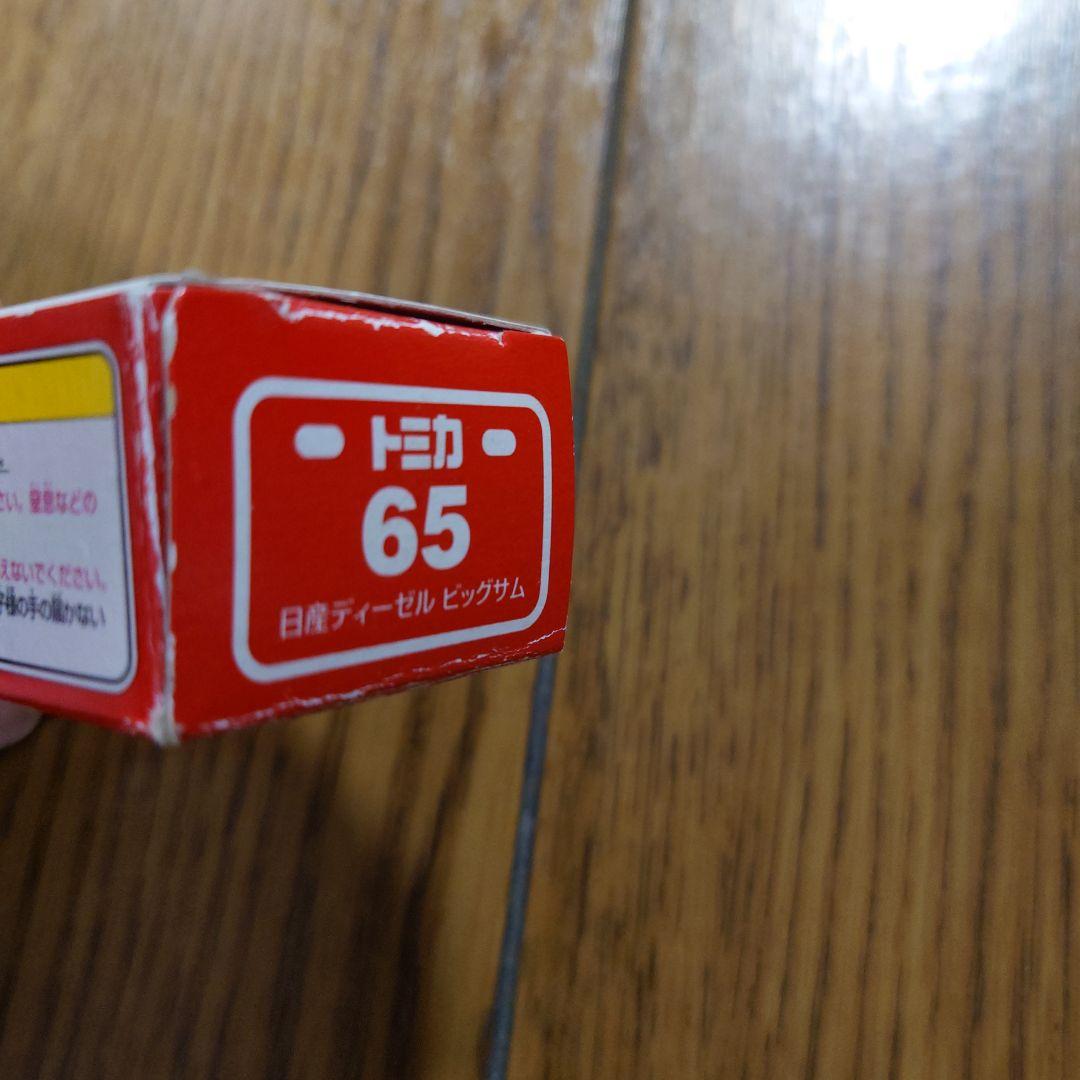 トミカ
65
日産ディーゼル ビッグサム
さい。窒息などの
えないでください。
子様の手の届かない